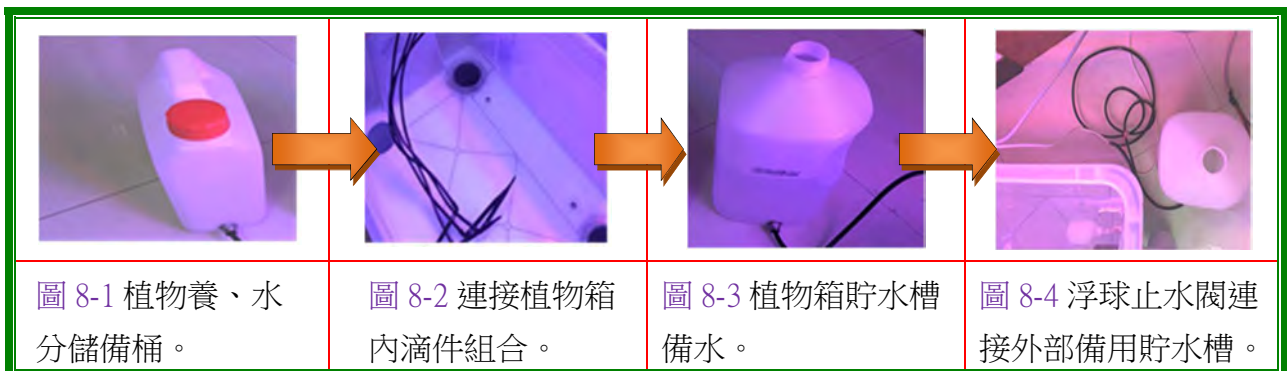 圖 8-1 植物養、水
分儲備桶。
圖 8-2 連接植物箱
內滴件組合。
圖 8-3 植物箱貯水槽
備水。
圖 8-4 浮球止水閥連
接外部備用貯水槽。